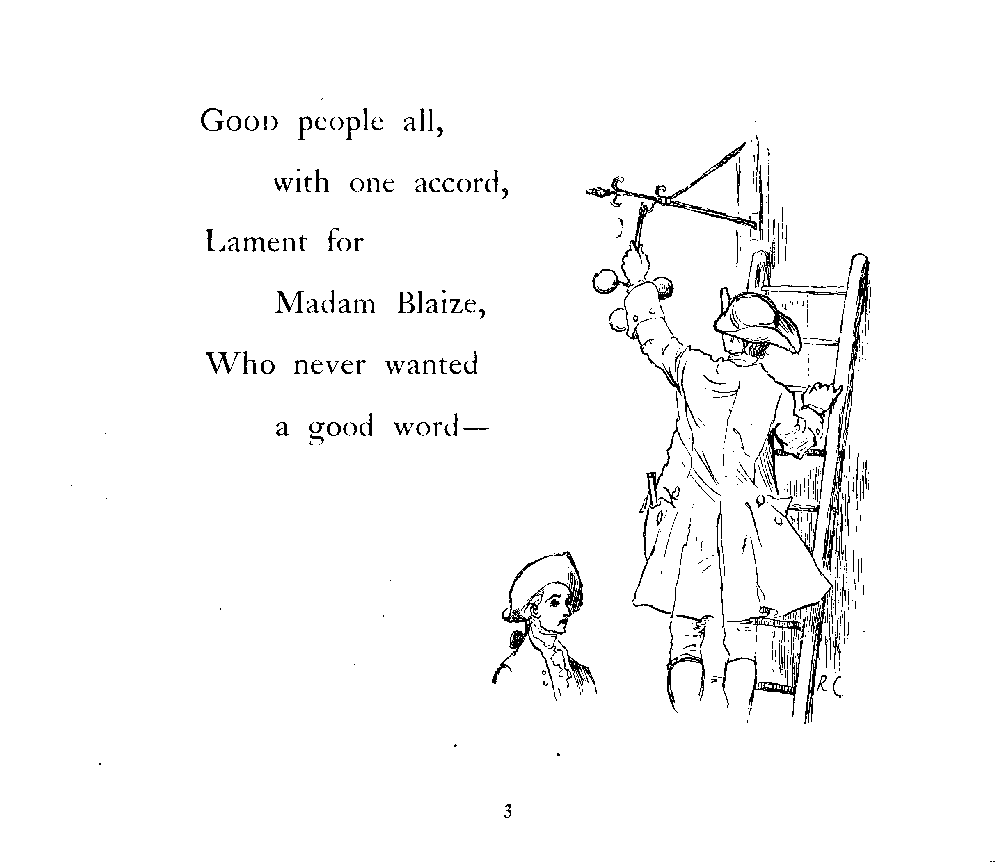 GOOD people all,
with one accord,
Lament for
Madam Blaize,
Who never wanted
a good word—
RC
3